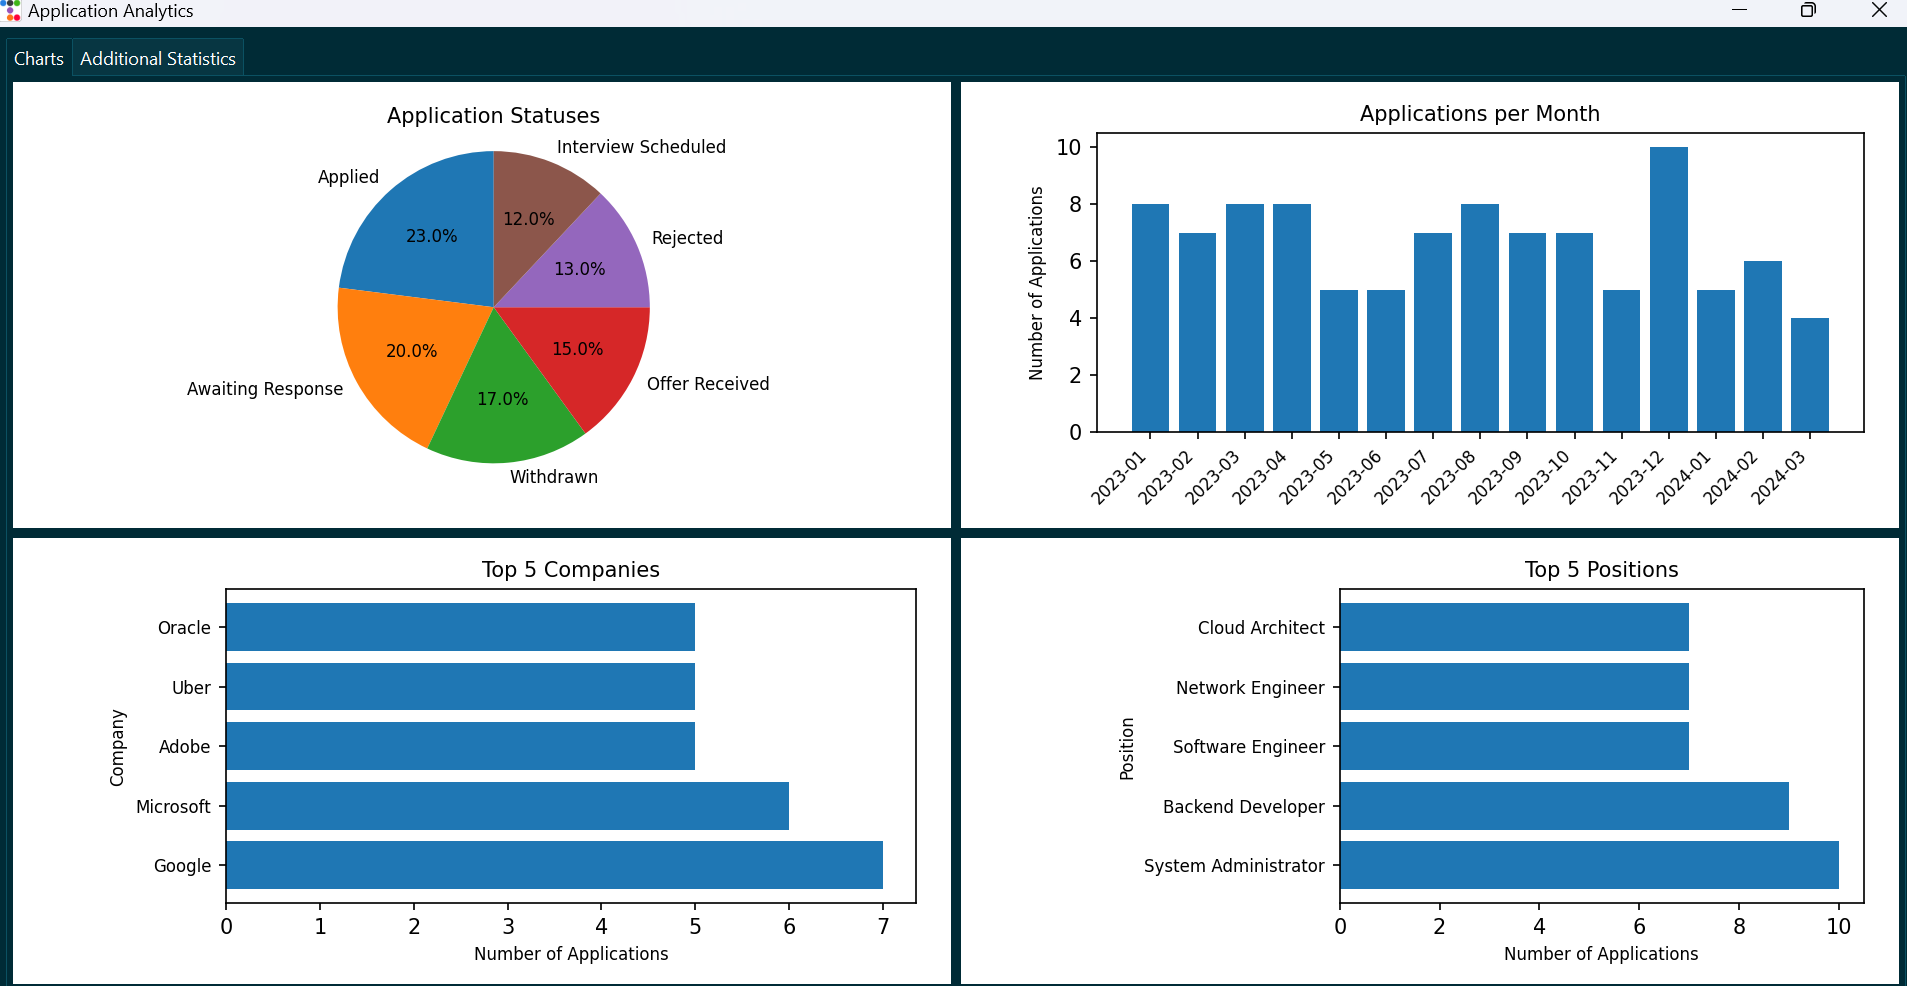 Application Analytics
Charts
Additional Statistics
Application Statuses
Interview Scheduled
Applied
12.0%
23.0%
Rejected
13.0%
20.0%
15.0%
Awaiting Response
Offer Received
17.0%
Withdrawn
Applications per Month
Number of Applications
10
8
6
4
2
0
2023-01
2023-02
2023-03
2023-04
2023-05
2023-06
2023-07
2023-08
2023-09
2023-10
2023-11
2023-12
2024-01
2024-02
2024-03
Top 5 Companies
Company
Oracle
Uber
Adobe
Microsoft
Google
0 1 2 3 4 5 6 7
Number of Applications
Top 5 Positions
Position
Cloud Architect
Network Engineer
Software Engineer
Backend Developer
System Administrator
0 2 4 6 8 10
Number of Applications